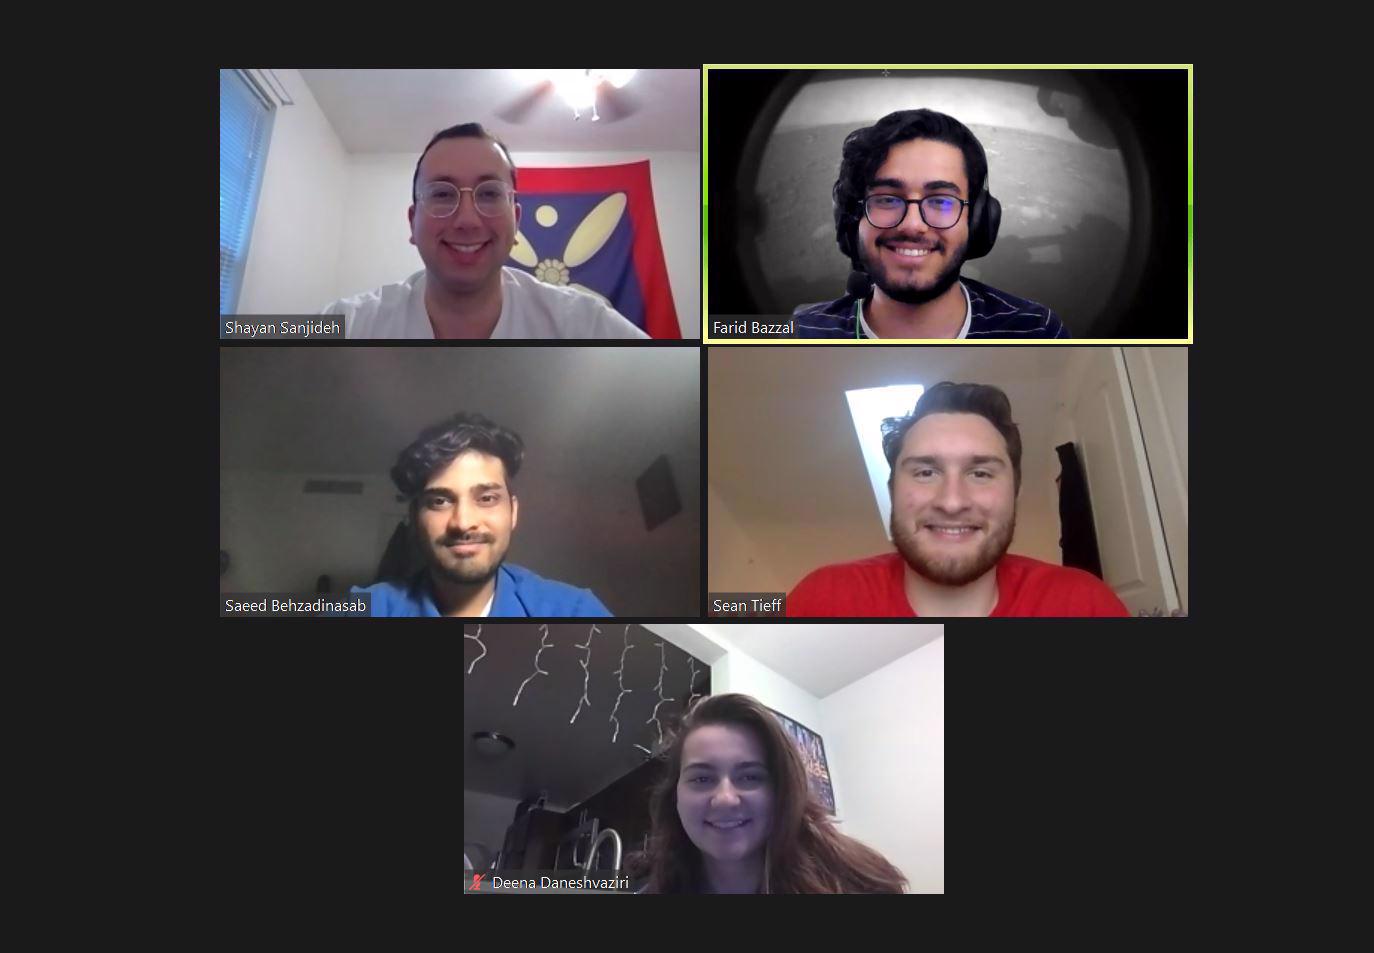 Shayan Sanjideh
Farid Bazzal
Saeed Behzadinasab
Sean Tieff
Deena Daneshvaziri